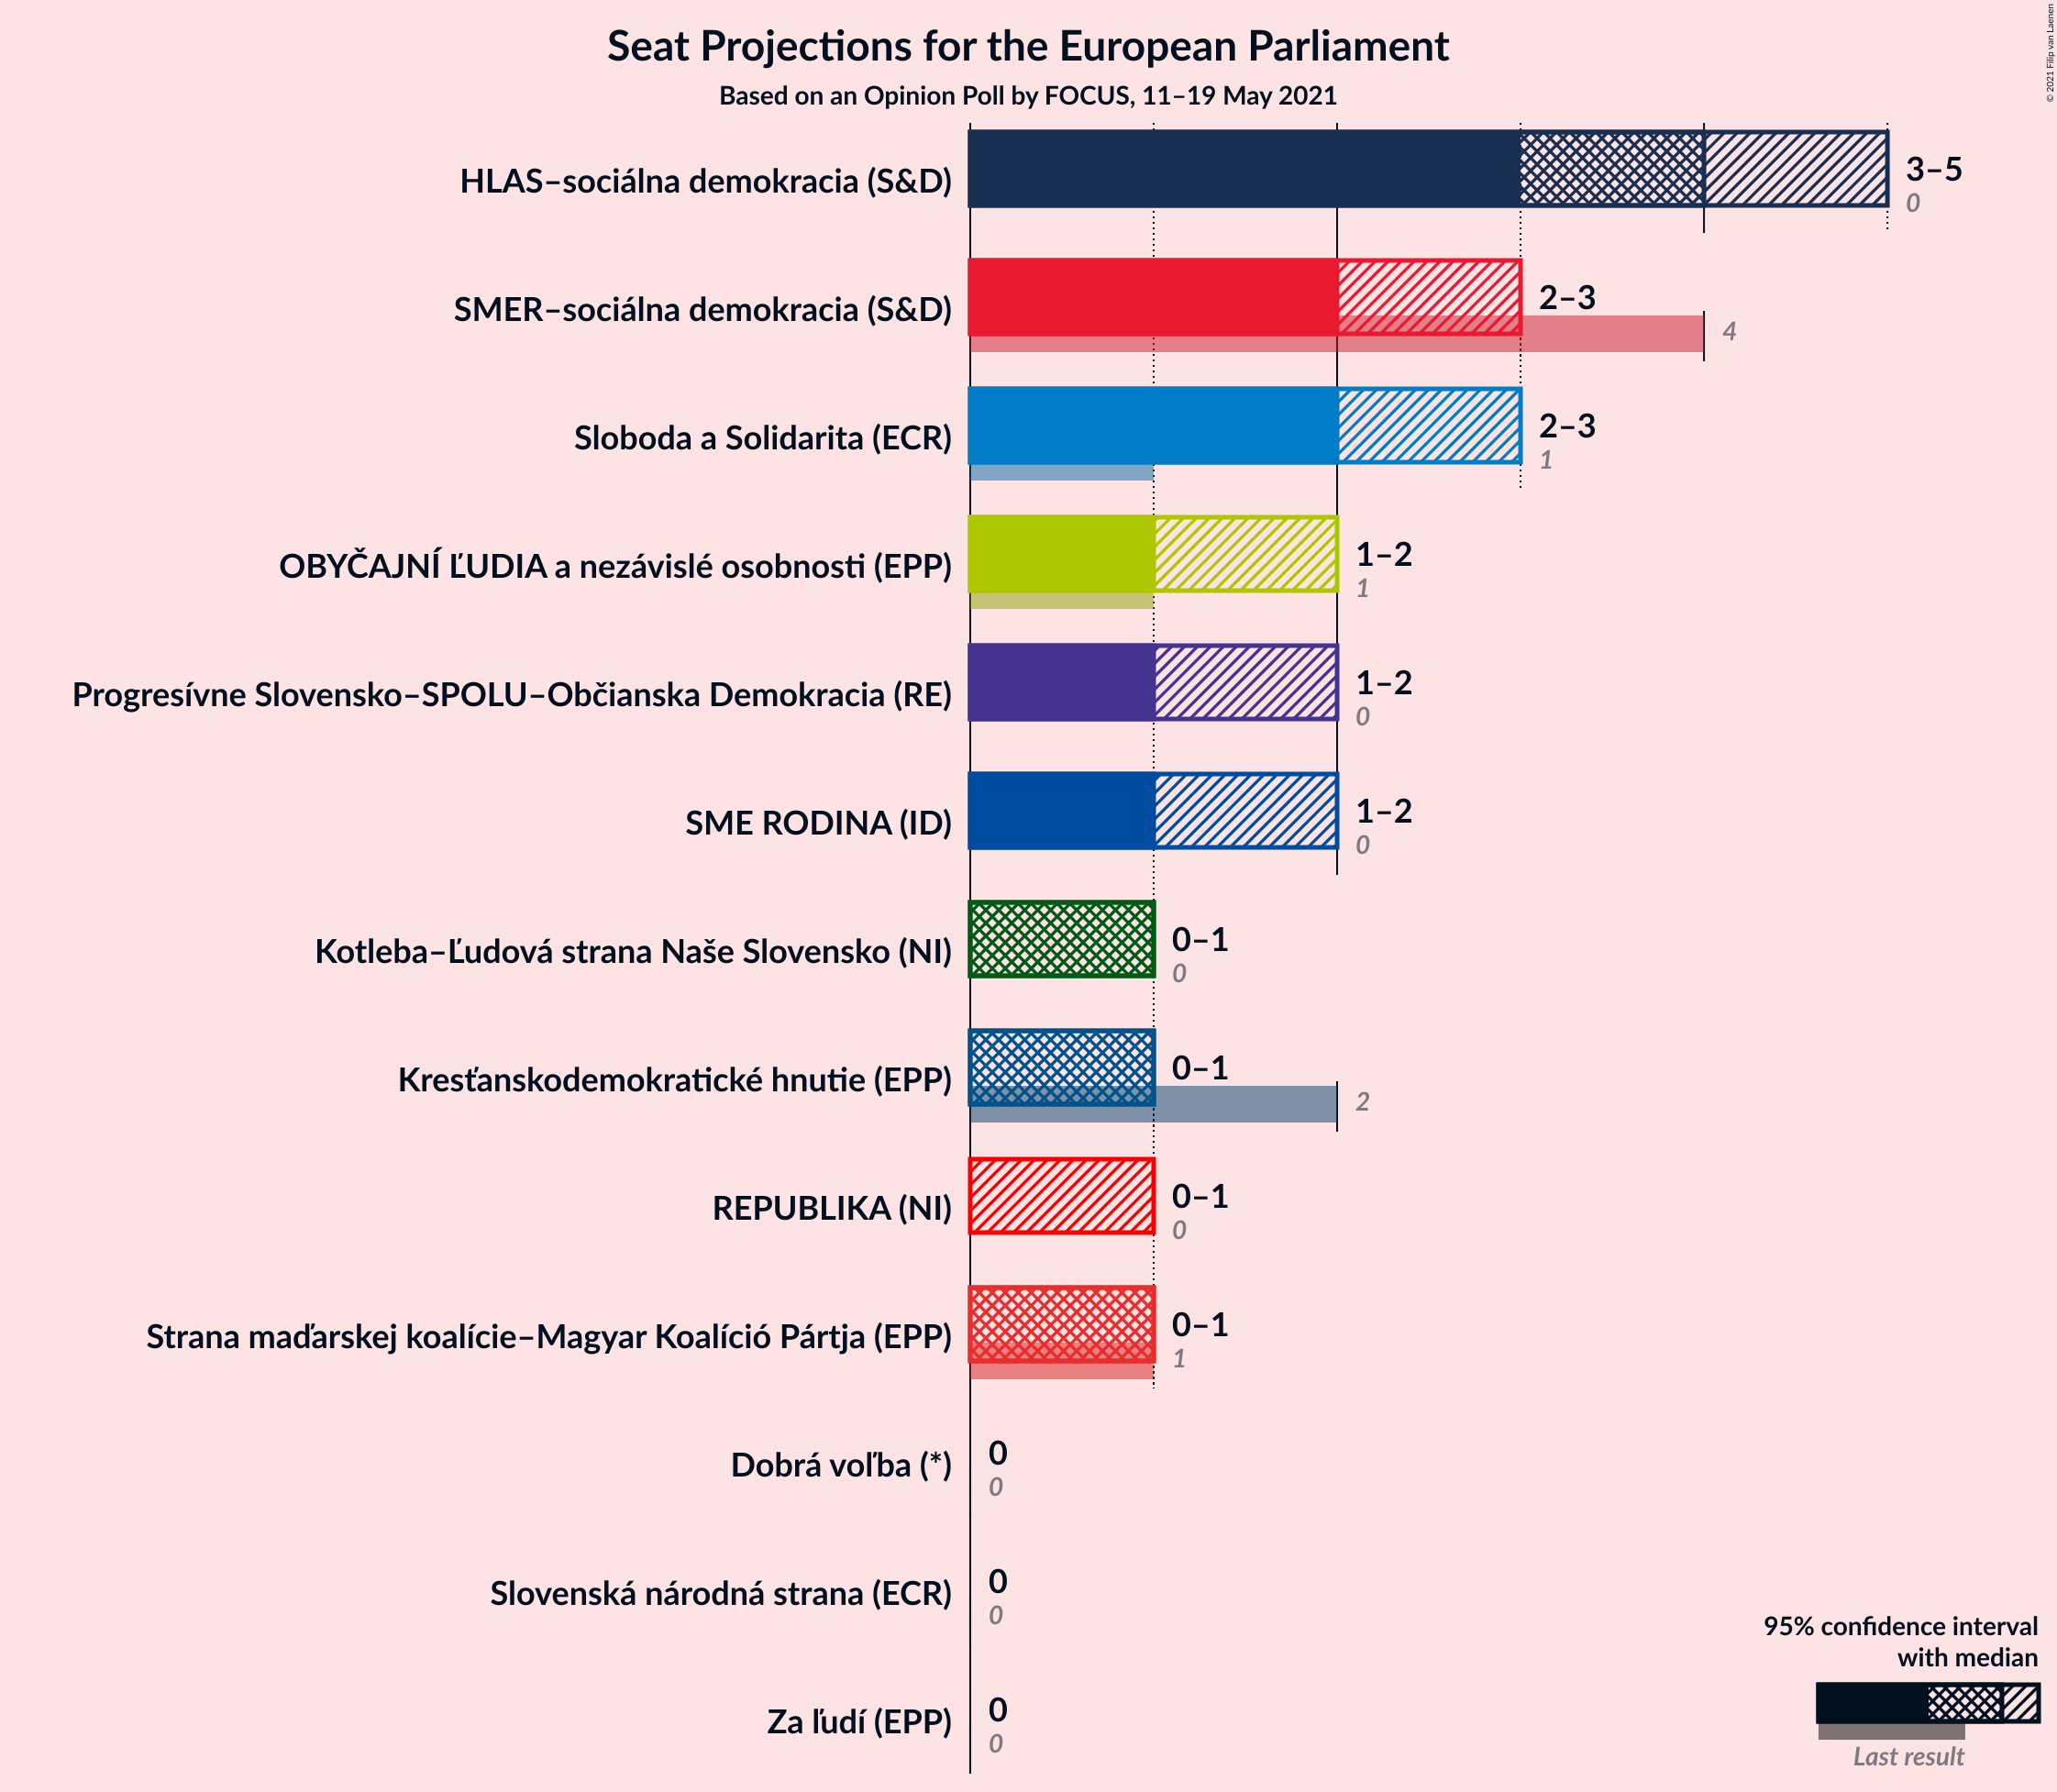 Seat Projections for the European Parliament
Based on an Opinion Poll by FOCUS, 11–19 May 2021
© 2021 Filip van Laenen
HLAS–sociálna demokracia (S&D)
3–5
0
SMER–sociálna demokracia (S&D)
2–3
4
Sloboda a Solidarita (ECR)
2–3
1
OBYČAJNÍ ĽUDIA a nezávislé osobnosti (EPP)
1–2
1
Progresívne Slovensko–SPOLU–Občianska Demokracia (RE)
1–2
0
SME RODINA (ID)
1–2
0
Kotleba–Ľudová strana Naše Slovensko (NI)
0–1
0
Kresťanskodemokratické hnutie (EPP)
0–1
2
REPUBLIKA (NI)
0–1
0
Strana maďarskej koalície–Magyar Koalíció Pártja (EPP)
0–1
1
Dobrá voľba (*)
0
0
Slovenská národná strana (ECR)
0
0
Za ľudí (EPP)
0
0
95% confidence interval
with median
Last result